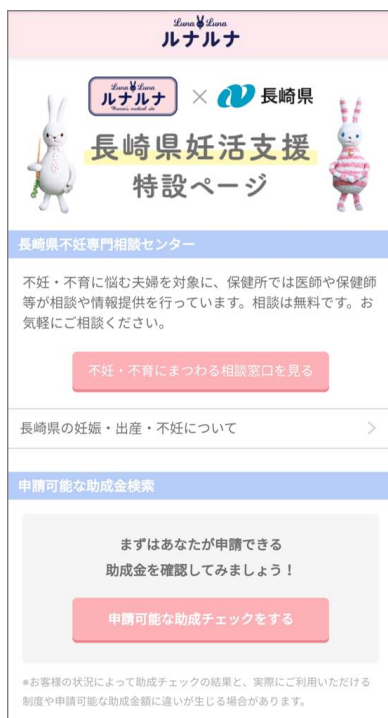 Luna Luna
ルナルナ
Luna Luna
ルナルナ
Women's medical site
×
長崎県
長崎県妊活支援
特設ページ
長崎県不妊専門相談センター
不妊・不育に悩む夫婦を対象に、保健所では医師や保健師
等が相談や情報提供を行っています。相談は無料です。お
気軽にご相談ください。
不妊・不育にまつわる相談窓口を見る
長崎県の妊娠・出産・不妊について
申請可能な助成金検索
まずはあなたが申請できる
助成金を確認してみましょう！
申請可能な助成チェックをする
※お客様の状況によって助成チェックの結果と、実際にご利用いただける
制度や申請可能な助成金額に違いが生じる場合があります。